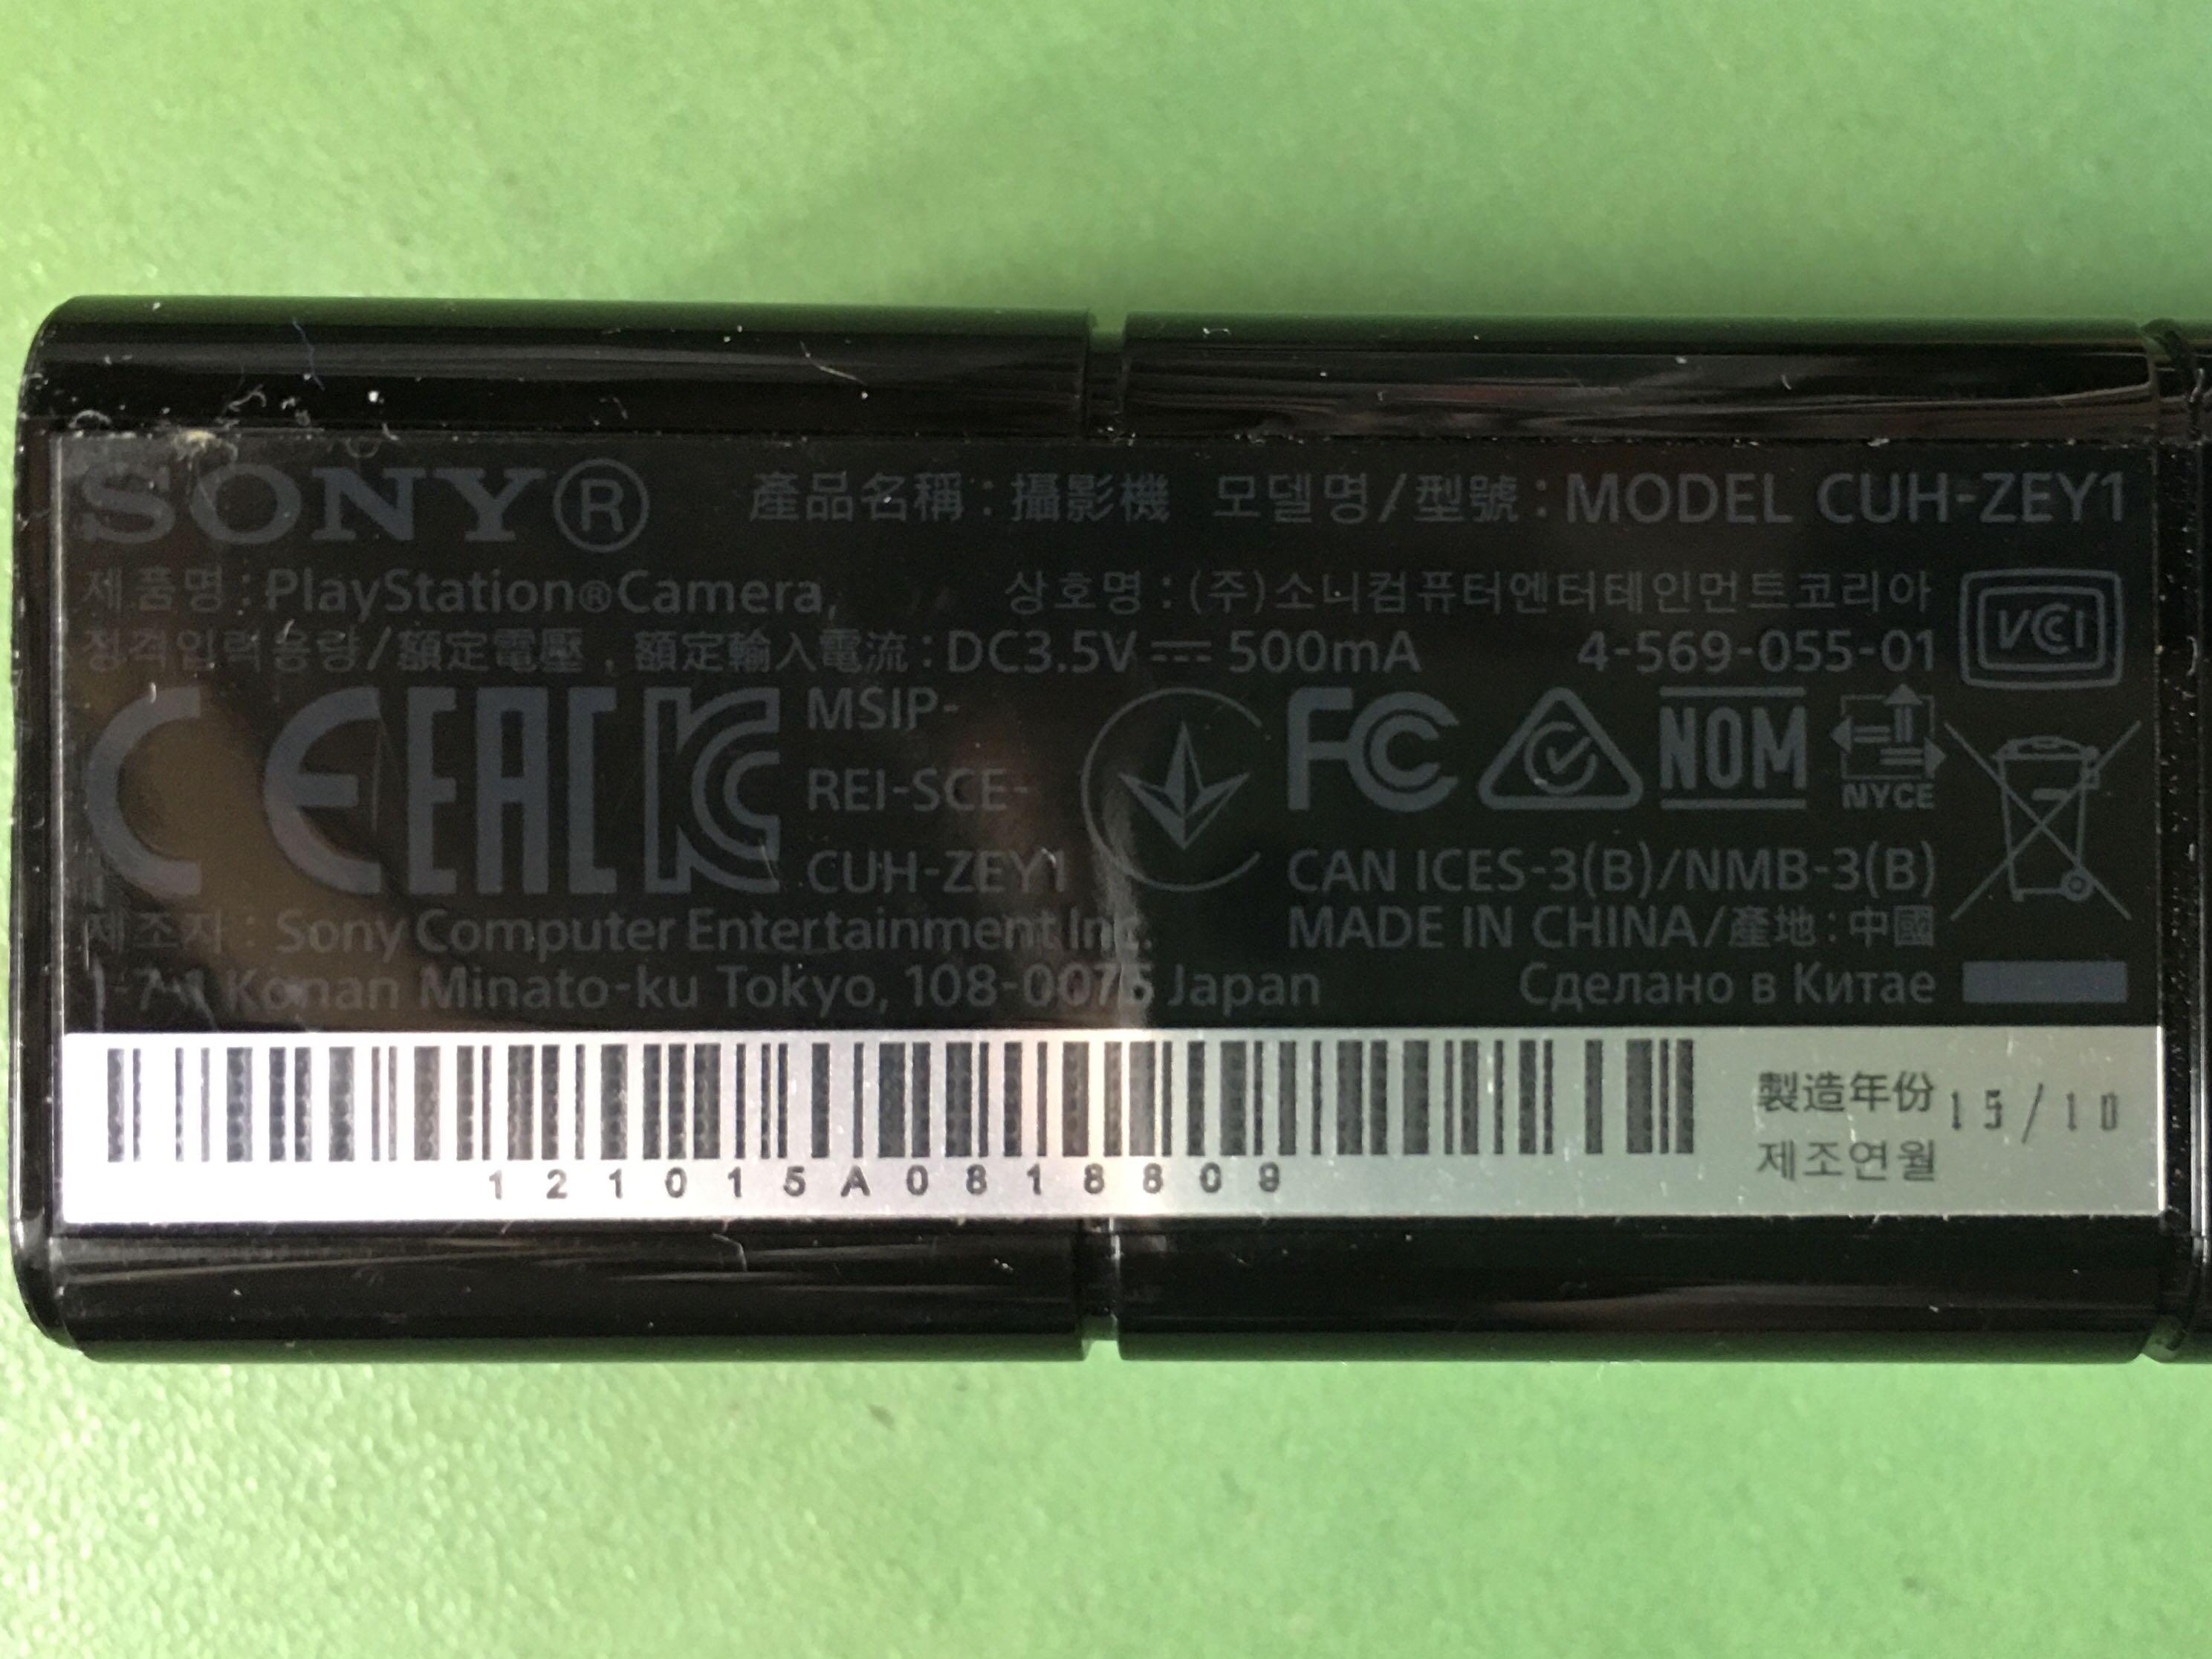 SONY® 產品名稱:攝影機 모델명/型號:MODEL CUH-ZEY1
제품명:PlayStation®Camera, 상호명:(주)소니컴퓨터엔터테인먼트코리아
VCCI
정격입력용량/額定電壓,額定輸入電流:DC3.5V⎓500mA 4-569-055-01
CE EAC KC MSIP-
REI-SCE-
CUH-ZEY1
FC NOM NYCE
CAN ICES-3(B)/NMB-3(B)
제조자:Sony Computer Entertainment Inc. MADE IN CHINA/產地:中國
1-7-1 Konan Minato-ku Tokyo, 108-0075 Japan Сделано в Китае
121015A0818809
製造年份 15/10
제조연월